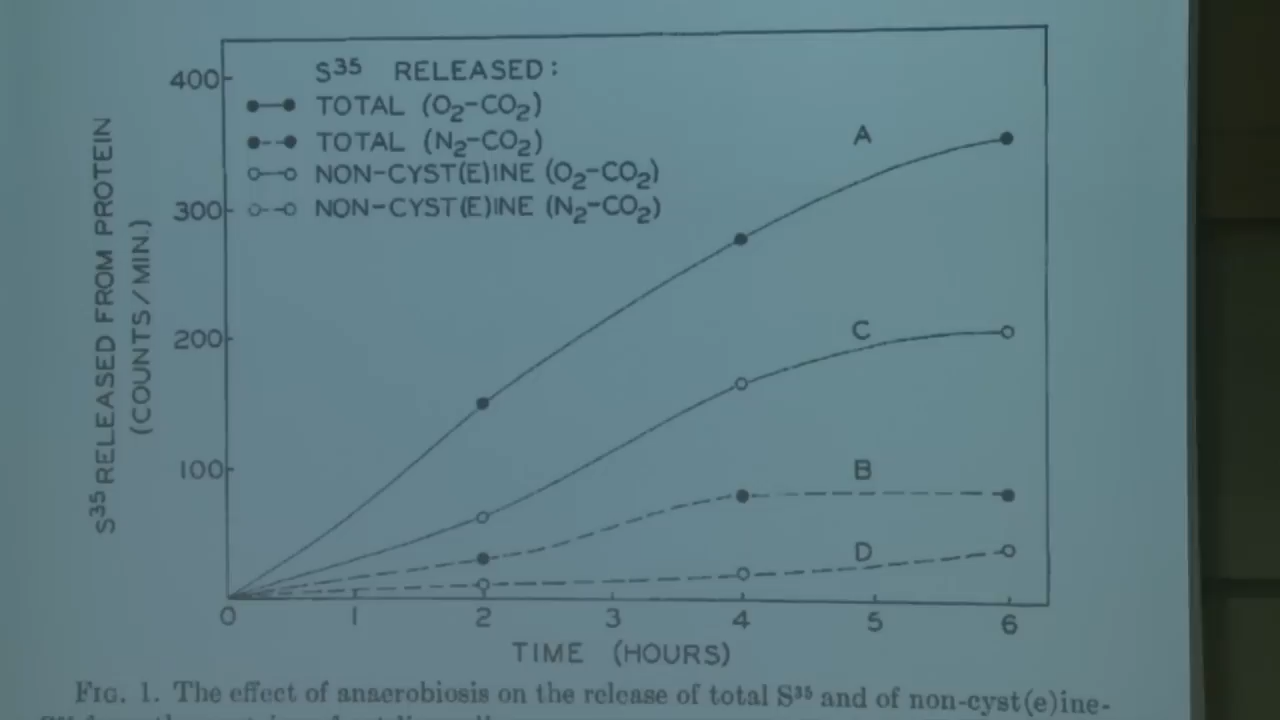 S35 RELEASED:
TOTAL (O2-CO2)
TOTAL (N2-CO2)
NON-CYST(E)INE (O2-CO2)
NON-CYST(E)INE (N2-CO2)
S35 RELEASED FROM PROTEIN
(COUNTS/MIN.)
400
300
200
100
A
C
B
D
0 1 2 3 4 5 6
TIME (HOURS)
FIG. 1. The effect of anaerobiosis on the release of total S35 and of non-cyst(e)ine-